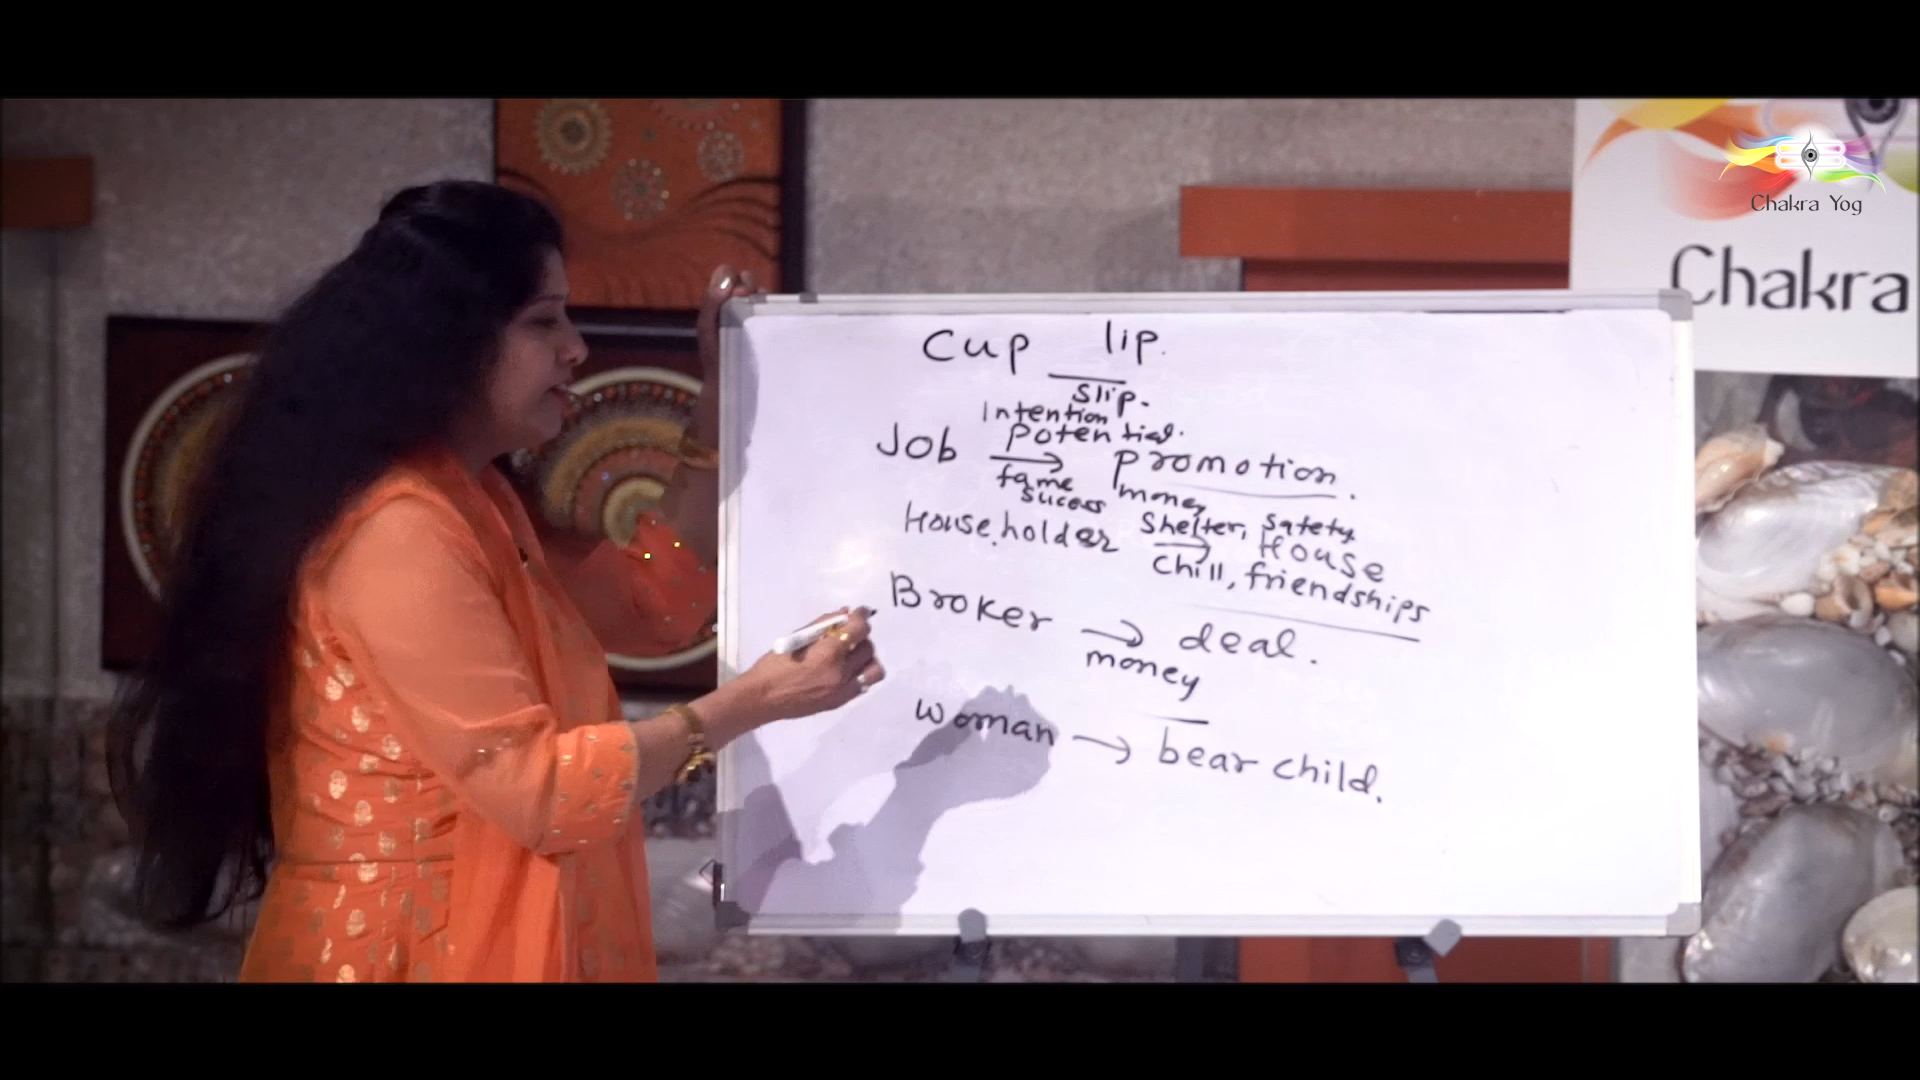 Chakra Yog
Chakra
Cup lip.
slip.
Intention
potential.
Job → promotion.
fame money
sucess
Shelter, Safety
House.holder → House
chill, friendships
Broker → deal.
money
woman → bear child.